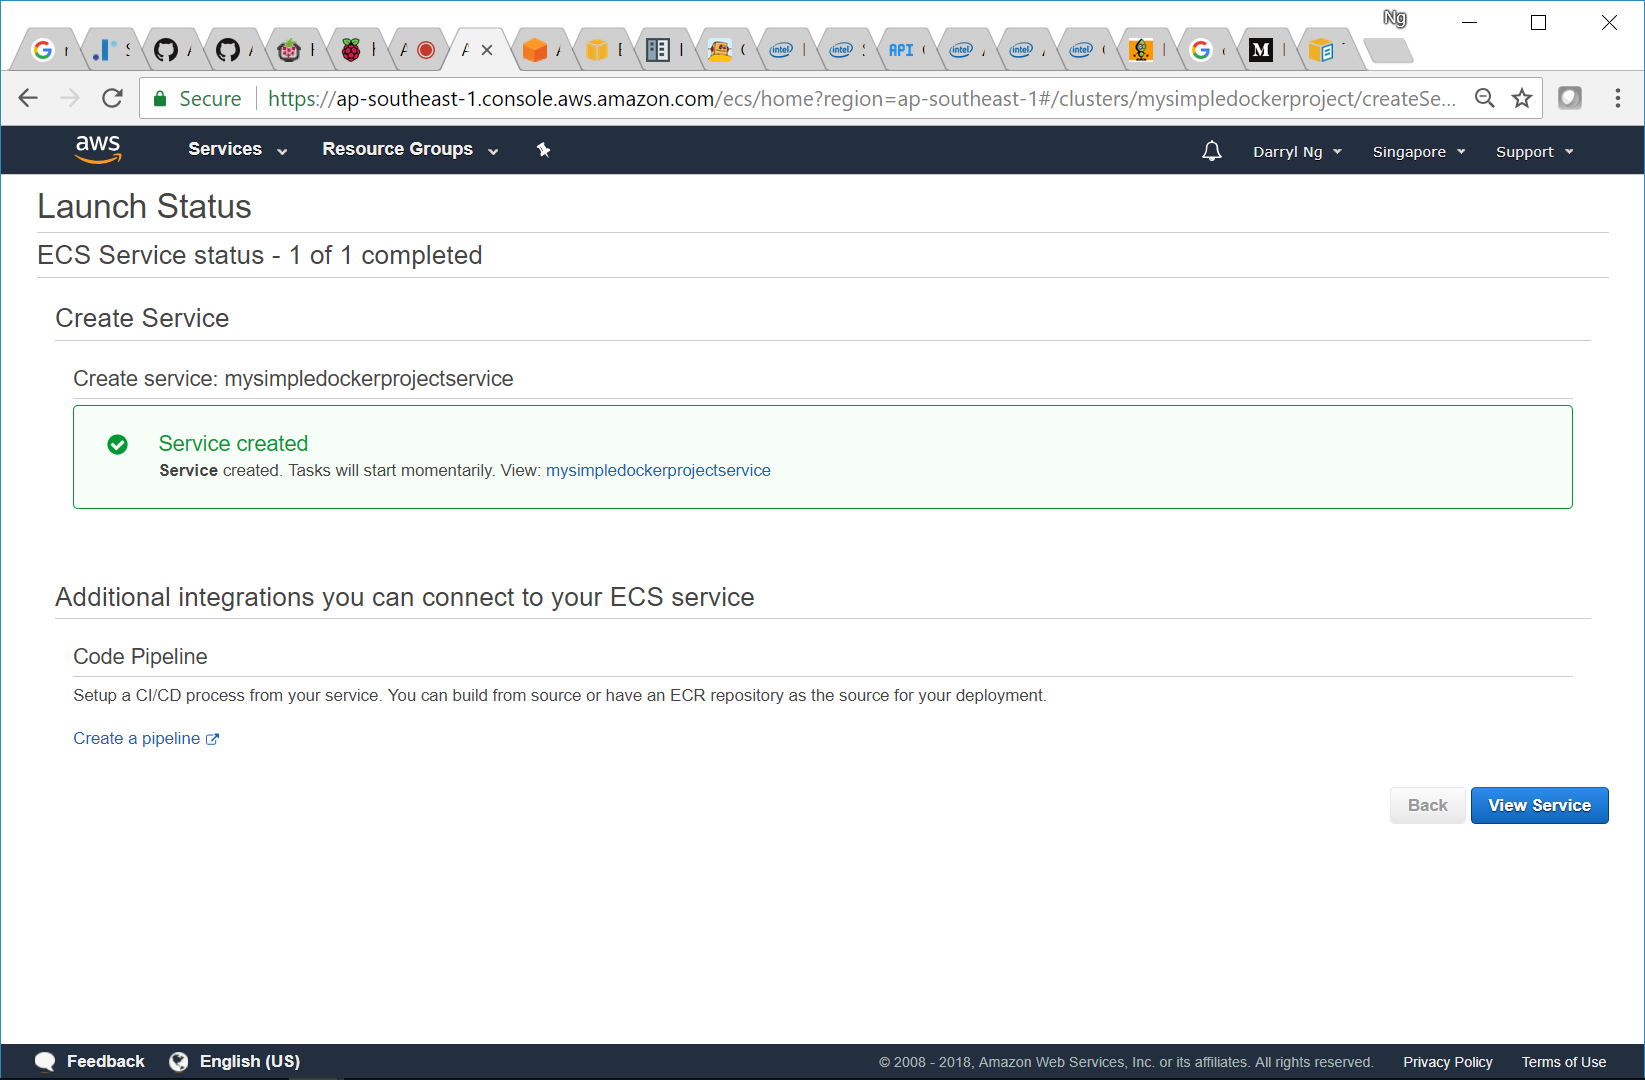 Ng
API
M
Secure
https://ap-southeast-1.console.aws.amazon.com/ecs/home?region=ap-southeast-1#/clusters/mysimpledockerproject/createSe...
aws Services Resource Groups Darryl Ng Singapore Support
Launch Status
ECS Service status - 1 of 1 completed
Create Service
Create service: mysimpledockerprojectservice
Service created
Service created. Tasks will start momentarily. View: mysimpledockerprojectservice
Additional integrations you can connect to your ECS service
Code Pipeline
Setup a CI/CD process from your service. You can build from source or have an ECR repository as the source for your deployment.
Create a pipeline
Back View Service
Feedback English (US) © 2008 - 2018, Amazon Web Services, Inc. or its affiliates. All rights reserved. Privacy Policy Terms of Use